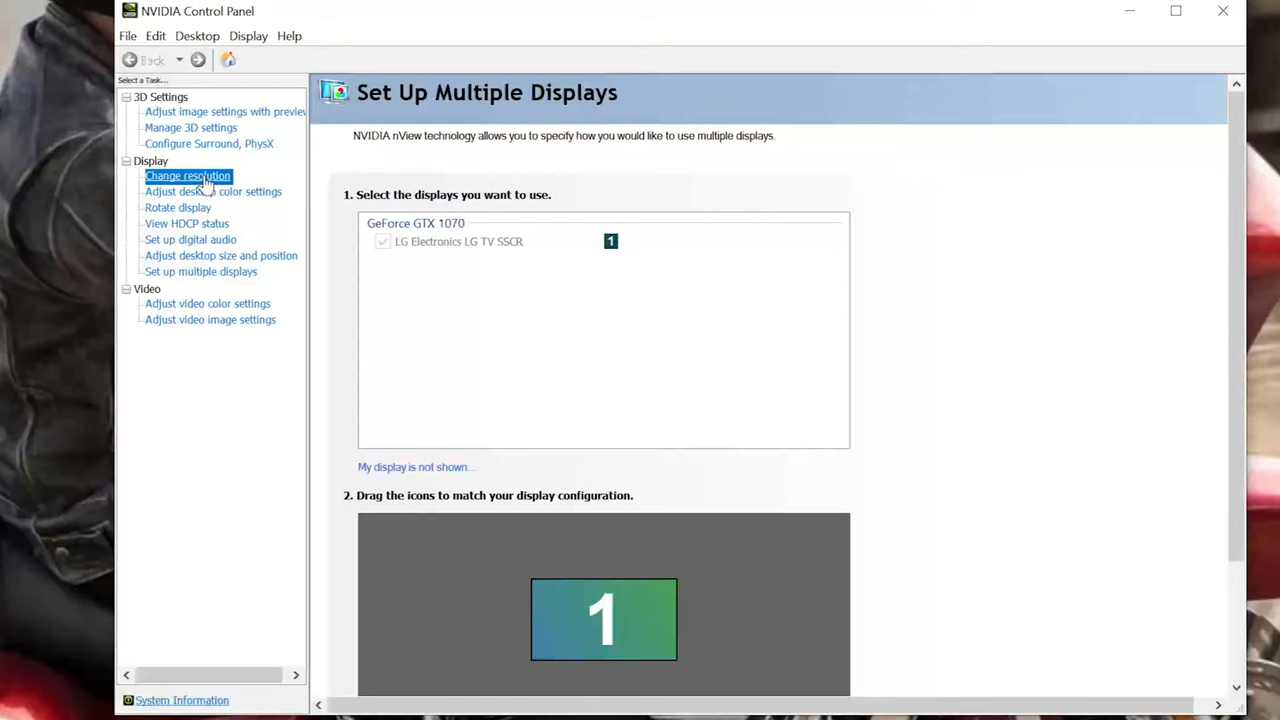 NVIDIA Control Panel
File Edit Desktop Display Help
Back
Select a Task...
3D Settings
Adjust image settings with preview
Manage 3D settings
Configure Surround, PhysX
Display
Change resolution
Adjust desktop color settings
Rotate display
View HDCP status
Set up digital audio
Adjust desktop size and position
Set up multiple displays
Video
Adjust video color settings
Adjust video image settings
System Information
Set Up Multiple Displays
NVIDIA nView technology allows you to specify how you would like to use multiple displays.
1. Select the displays you want to use.
GeForce GTX 1070
LG Electronics LG TV SSCR 1
My display is not shown...
2. Drag the icons to match your display configuration.
1